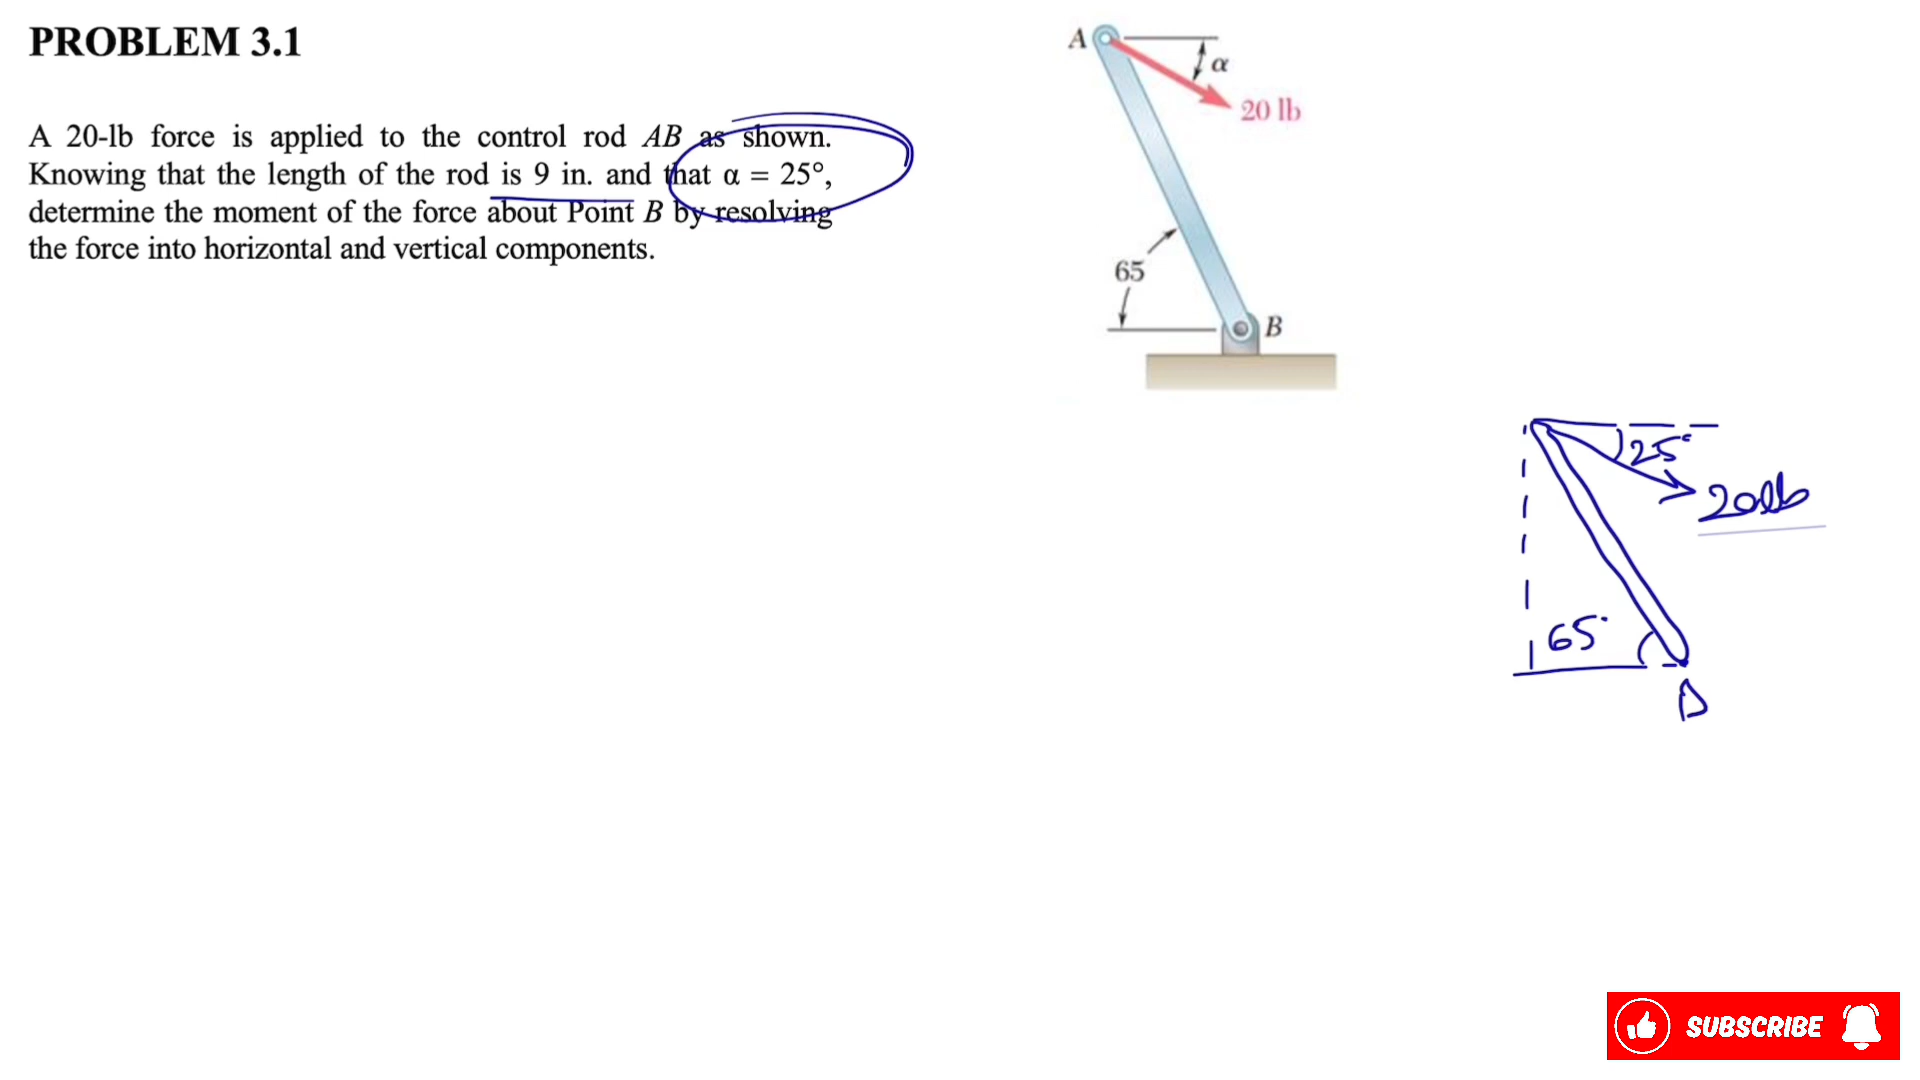 PROBLEM 3.1
A 20-lb force is applied to the control rod AB as shown.
Knowing that the length of the rod is 9 in. and that α = 25°,
determine the moment of the force about Point B by resolving
the force into horizontal and vertical components.
A
α
20 lb
65
B
25°
20lb
65°
SUBSCRIBE